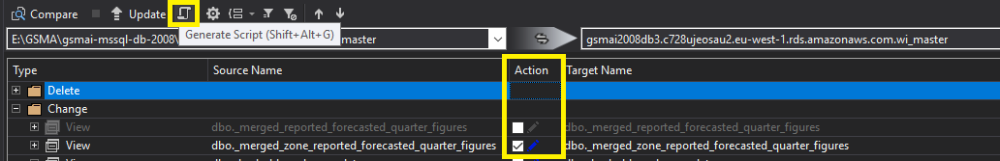 Compare Update
Generate Script (Shift+Alt+G)
E:\GSMA\gsmai-mssql-db-2008\ _master gsmai2008db3.c728ujeosau2.eu-west-1.rds.amazonaws.com.wi_master
Type Source Name Action Target Name
Delete
Change
View dbo._merged_reported_forecasted_quarter_figures dbo._merged_reported_forecasted_quarter_figures
View dbo._merged_zone_reported_forecasted_quarter_figures dbo._merged_zone_reported_forecasted_quarter_figures